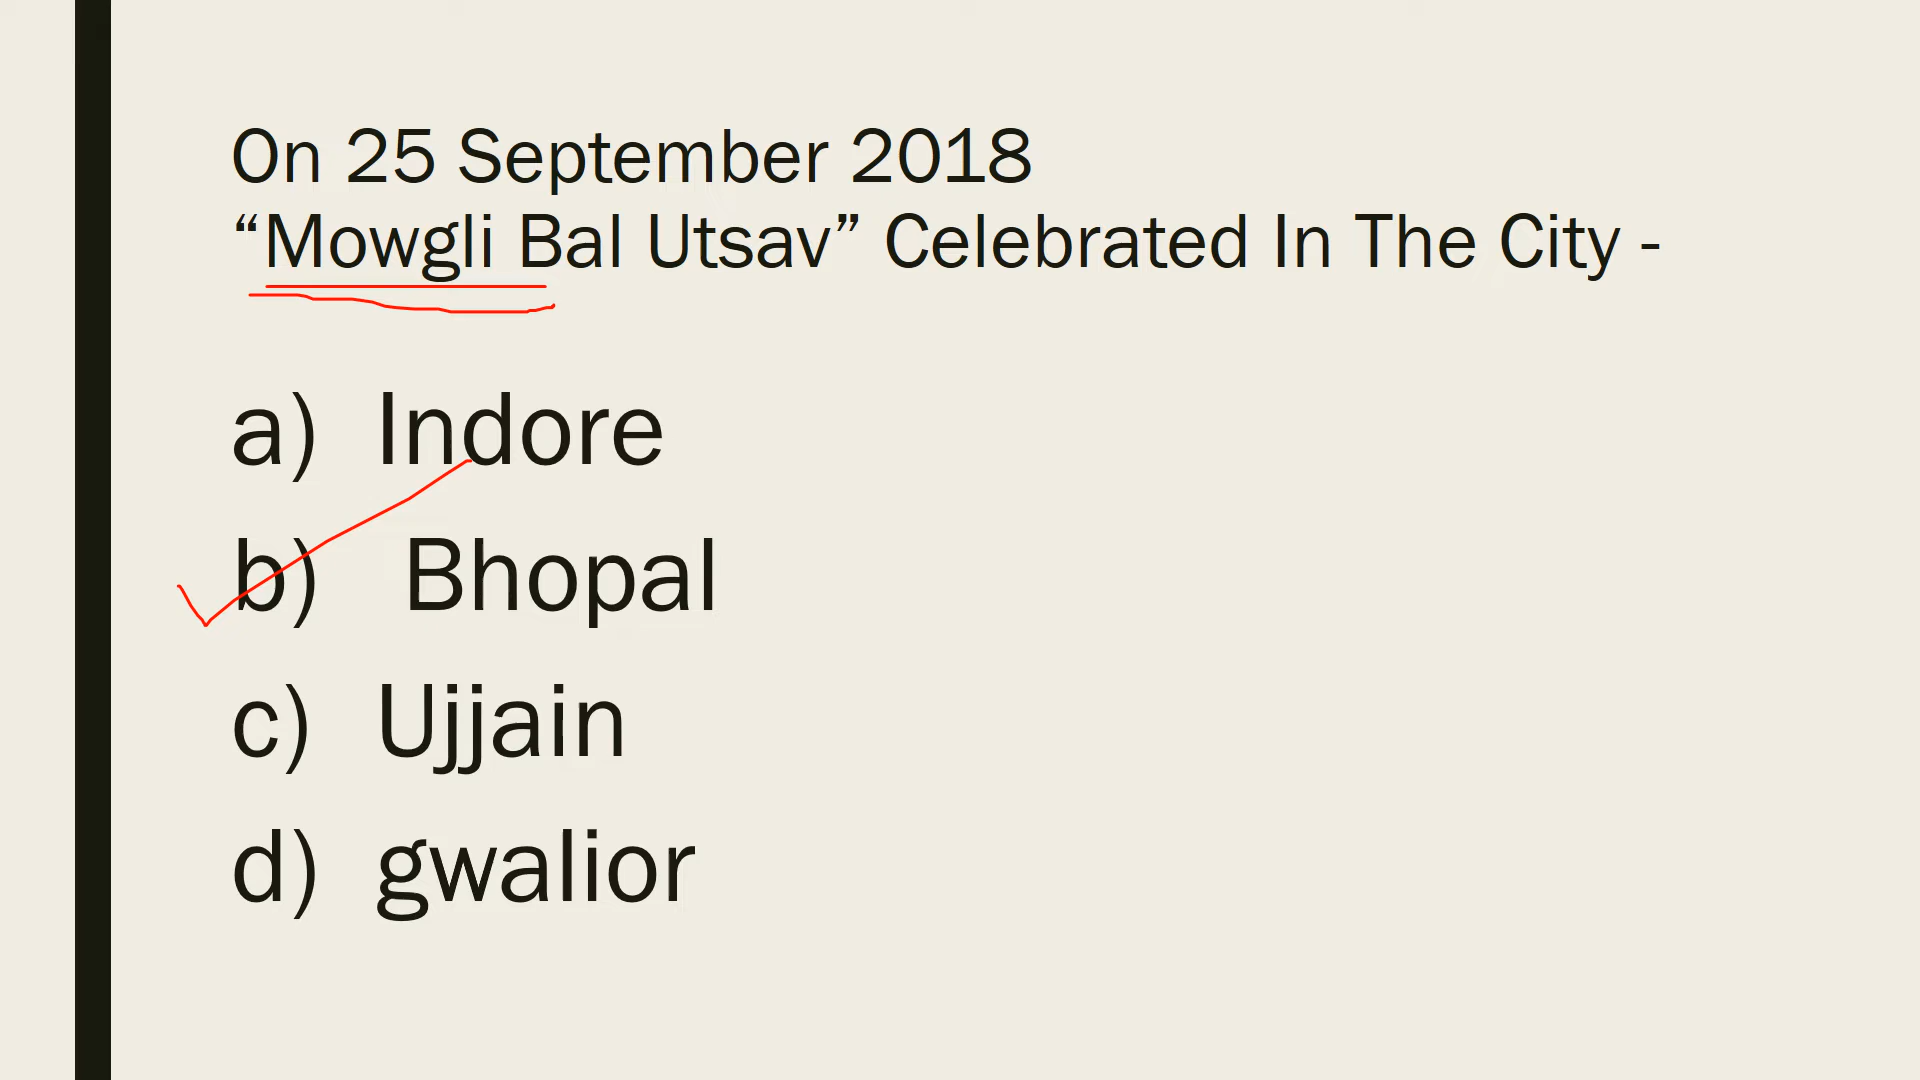 On 25 September 2018
“Mowgli Bal Utsav” Celebrated In The City -
a) Indore
b) Bhopal
c) Ujjain
d) gwalior